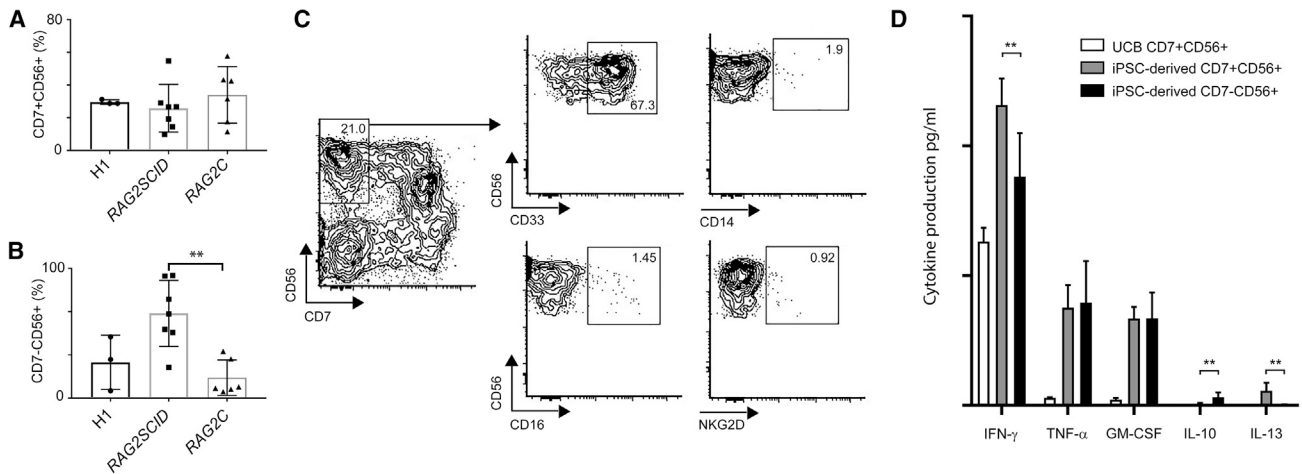 A
80
CD7+CD56+ (%)
0
H1
RAG2SCID
RAG2C
B
**
100
CD7-CD56+ (%)
0
H1
RAG2SCID
RAG2C
C
21.0
CD56
CD7
67.3
CD56
CD33
1.9
CD14
1.45
CD56
CD16
0.92
NKG2D
D
Cytokine production pg/ml
UCB CD7+CD56+
iPSC-derived CD7+CD56+
iPSC-derived CD7-CD56+
**
**
**
IFN-γ
TNF-α
GM-CSF
IL-10
IL-13